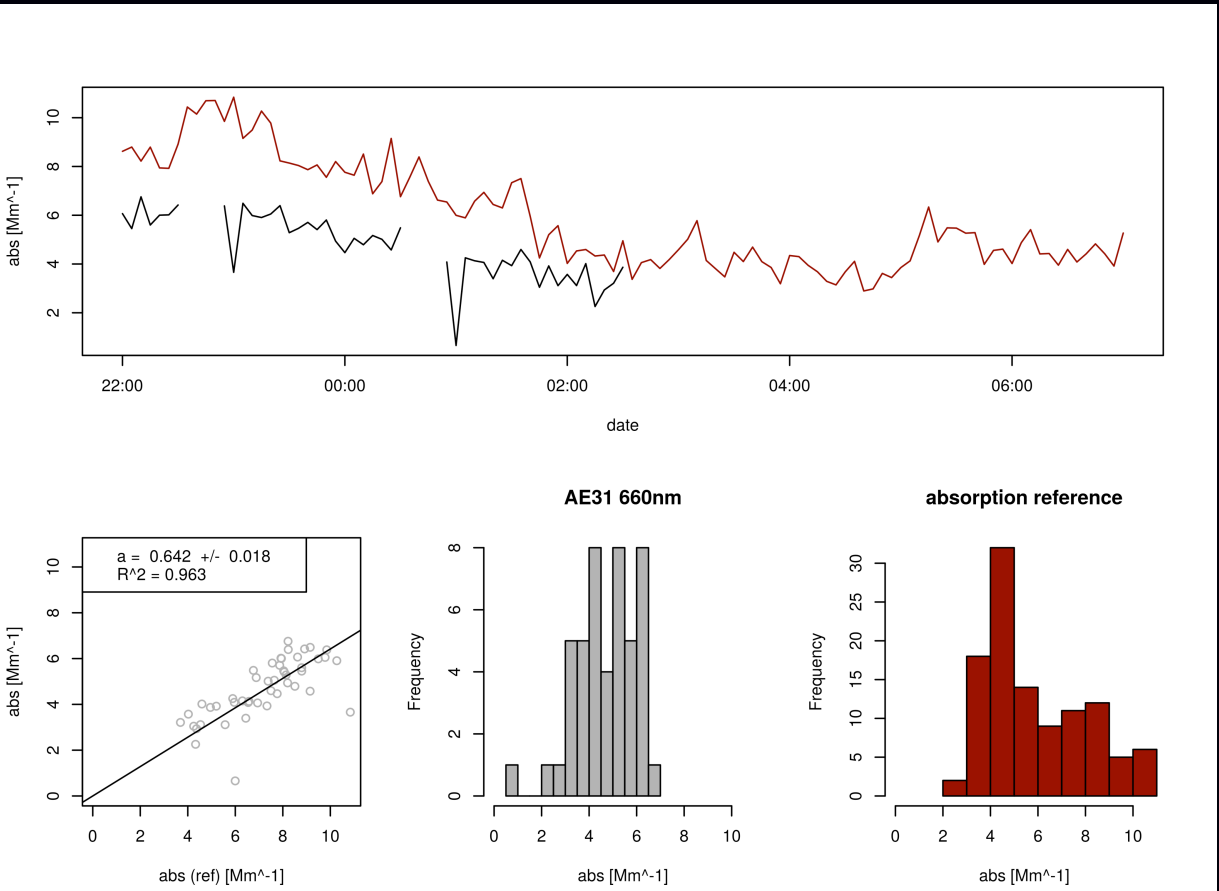 10
8
6
4
2
abs [Mm^-1]
22:00 00:00 02:00 04:00 06:00
date
a = 0.642 +/- 0.018
R^2 = 0.963
10
8
6
4
2
0
abs [Mm^-1]
0 2 4 6 8 10
abs (ref) [Mm^-1]
AE31 660nm
8
6
4
2
0
Frequency
0 2 4 6 8 10
abs [Mm^-1]
absorption reference
30
25
20
15
10
5
0
Frequency
0 2 4 6 8 10
abs [Mm^-1]